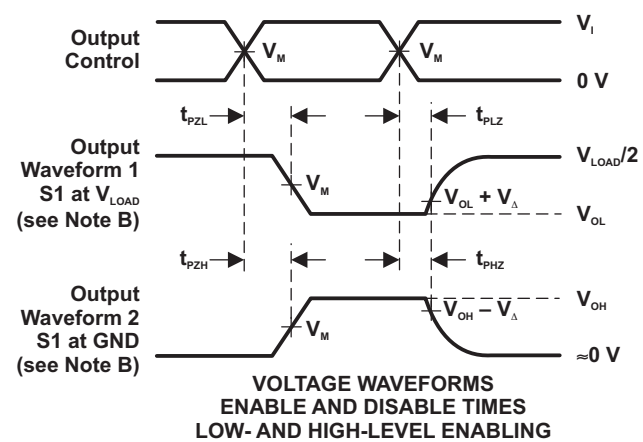 Output
Control
V_M
V_M
V_I
0 V
t_PZL
t_PLZ
Output
Waveform 1
S1 at V_LOAD
(see Note B)
V_M
V_OL + V_Δ
V_LOAD/2
V_OL
t_PZH
t_PHZ
Output
Waveform 2
S1 at GND
(see Note B)
V_M
V_OH – V_Δ
V_OH
≈0 V
VOLTAGE WAVEFORMS
ENABLE AND DISABLE TIMES
LOW- AND HIGH-LEVEL ENABLING